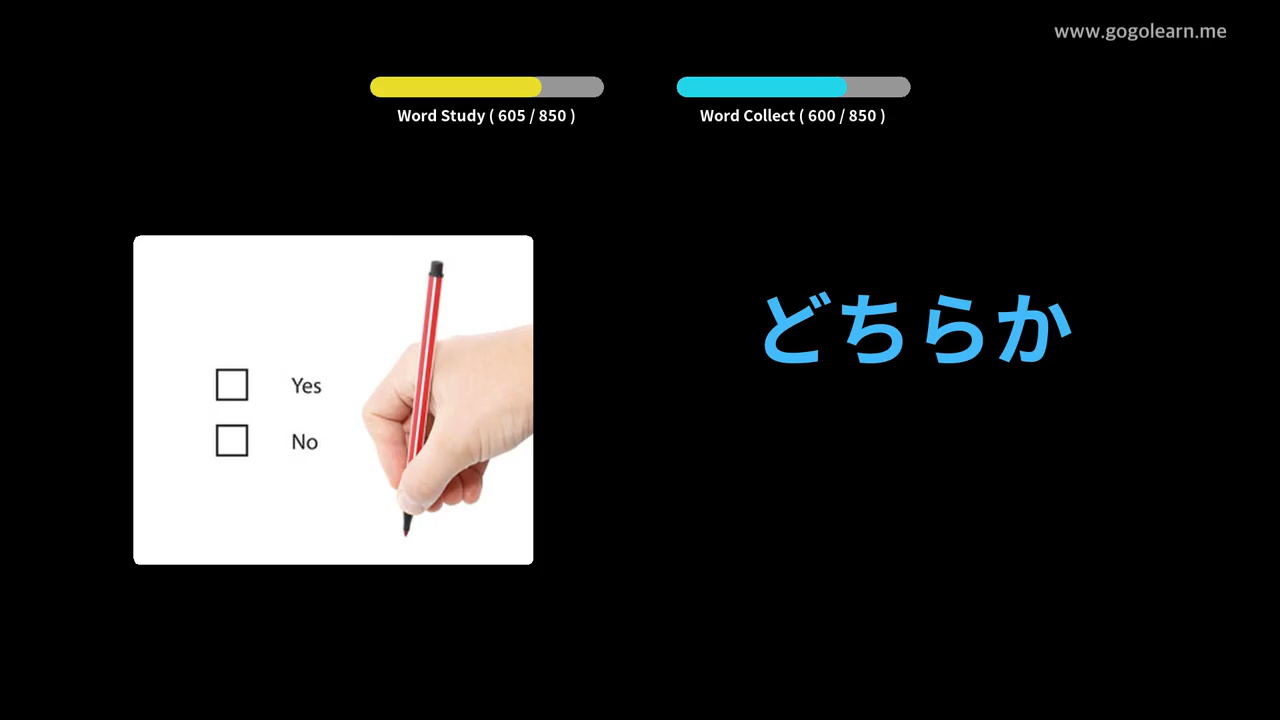 www.gogolearn.me
Word Study ( 605 / 850 )
Word Collect ( 600 / 850 )
どちらか
Yes
No